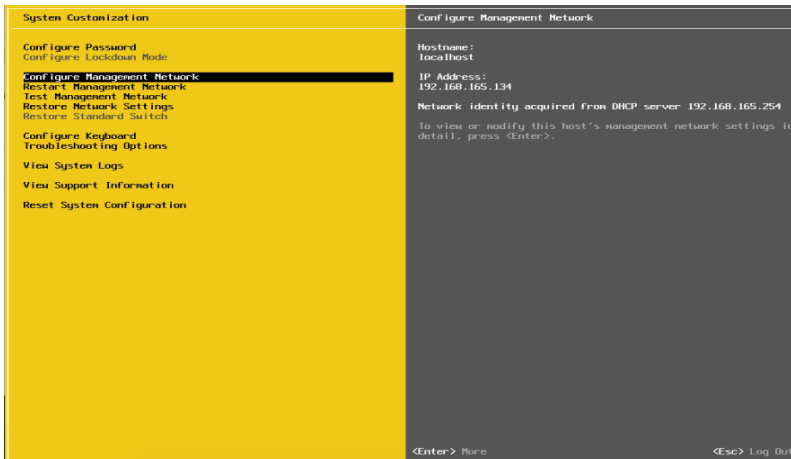 System Customization
Configure Password
Configure Lockdown Mode
Configure Management Network
Restart Management Network
Test Management Network
Restore Network Settings
Restore Standard Switch
Configure Keyboard
Troubleshooting Options
View System Logs
View Support Information
Reset System Configuration
Configure Management Network
Hostname:
localhost
IP Address:
192.168.165.134
Network identity acquired from DHCP server 192.168.165.254
To view or modify this host's management network settings in
detail, press <Enter>.
<Enter> More
<Esc> Log Out